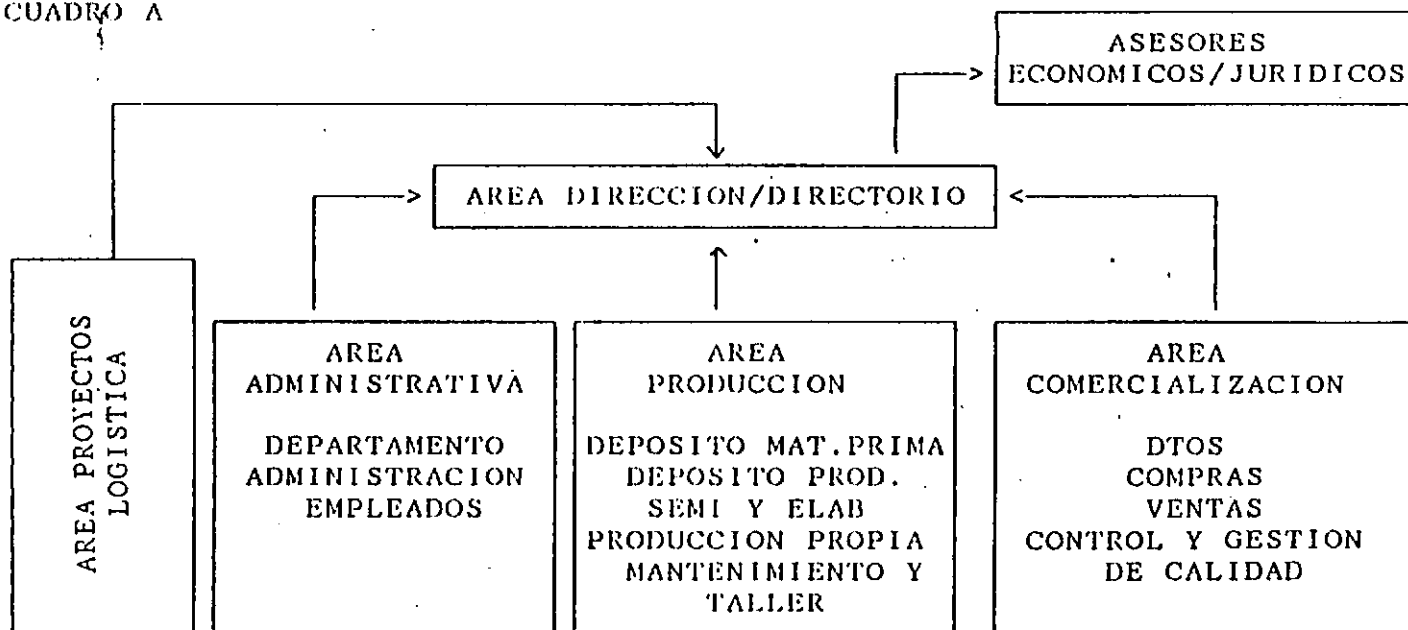 CUADRO A
ASESORES
ECONOMICOS/JURIDICOS
AREA DIRECCION/DIRECTORIO
AREA PROYECTOS
LOGISTICA
AREA
ADMINISTRATIVA
DEPARTAMENTO
ADMINISTRACION
EMPLEADOS
AREA
PRODUCCION
DEPOSITO MAT.PRIMA
DEPOSITO PROD.
SEMI Y ELAB
PRODUCCION PROPIA
MANTENIMIENTO Y
TALLER
AREA
COMERCIALIZACION
DTOS
COMPRAS
VENTAS
CONTROL Y GESTION
DE CALIDAD